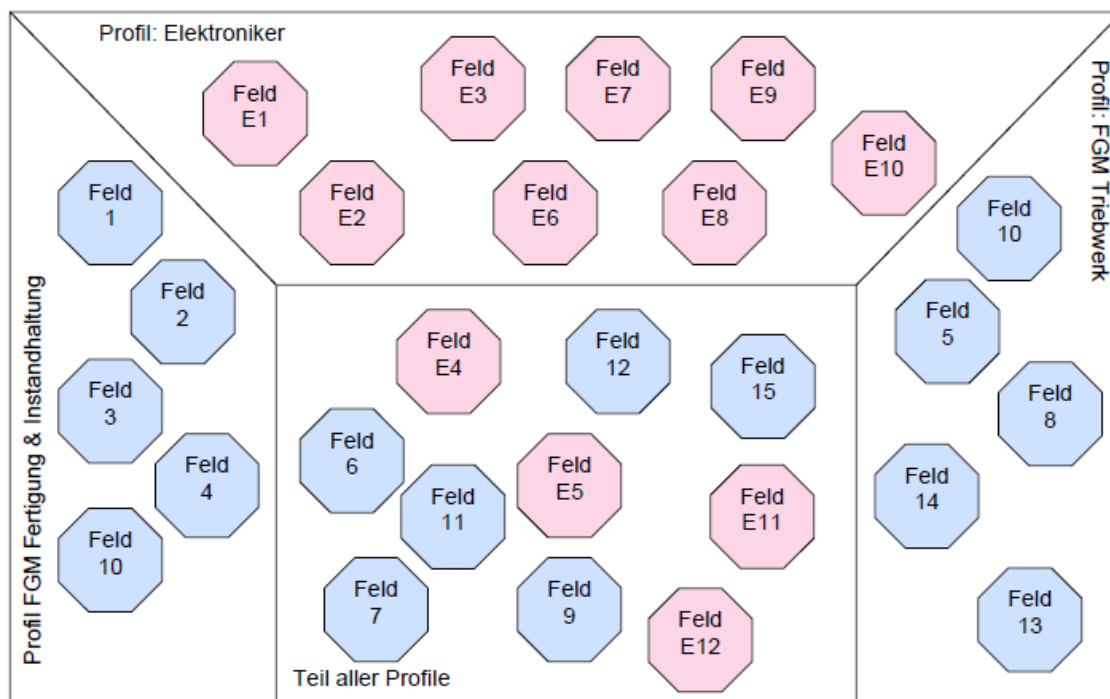 Profil: Elektroniker
Feld
E1
Feld
E3
Feld
E7
Feld
E9
Feld
E10
Feld
E2
Feld
E6
Feld
E8
Profil FGM Fertigung & Instandhaltung
Feld
1
Feld
2
Feld
3
Feld
4
Feld
10
Feld
E4
Feld
12
Feld
15
Feld
6
Feld
11
Feld
E5
Feld
E11
Feld
7
Feld
9
Feld
E12
Teil aller Profile
Profil: FGM Triebwerk
Feld
10
Feld
5
Feld
8
Feld
14
Feld
13